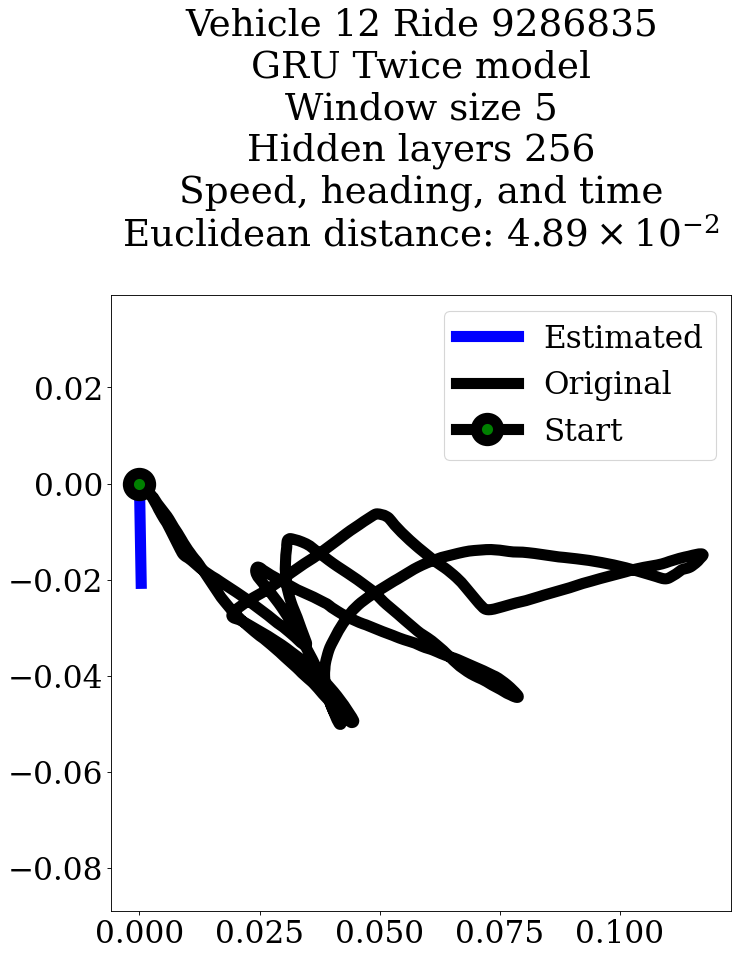 Vehicle 12 Ride 9286835
GRU Twice model
Window size 5
Hidden layers 256
Speed, heading, and time
Euclidean distance: 4.89 × 10⁻²
Estimated
Original
Start
0.02
0.00
−0.02
−0.04
−0.06
−0.08
0.000 0.025 0.050 0.075 0.100